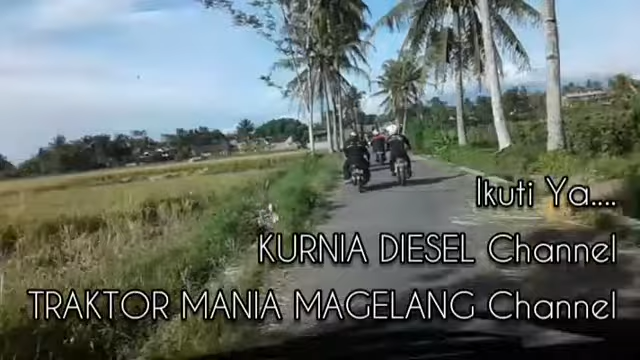 Ikuti Ya....
KURNIA DIESEL Channel
TRAKTOR MANIA MAGELANG Channel